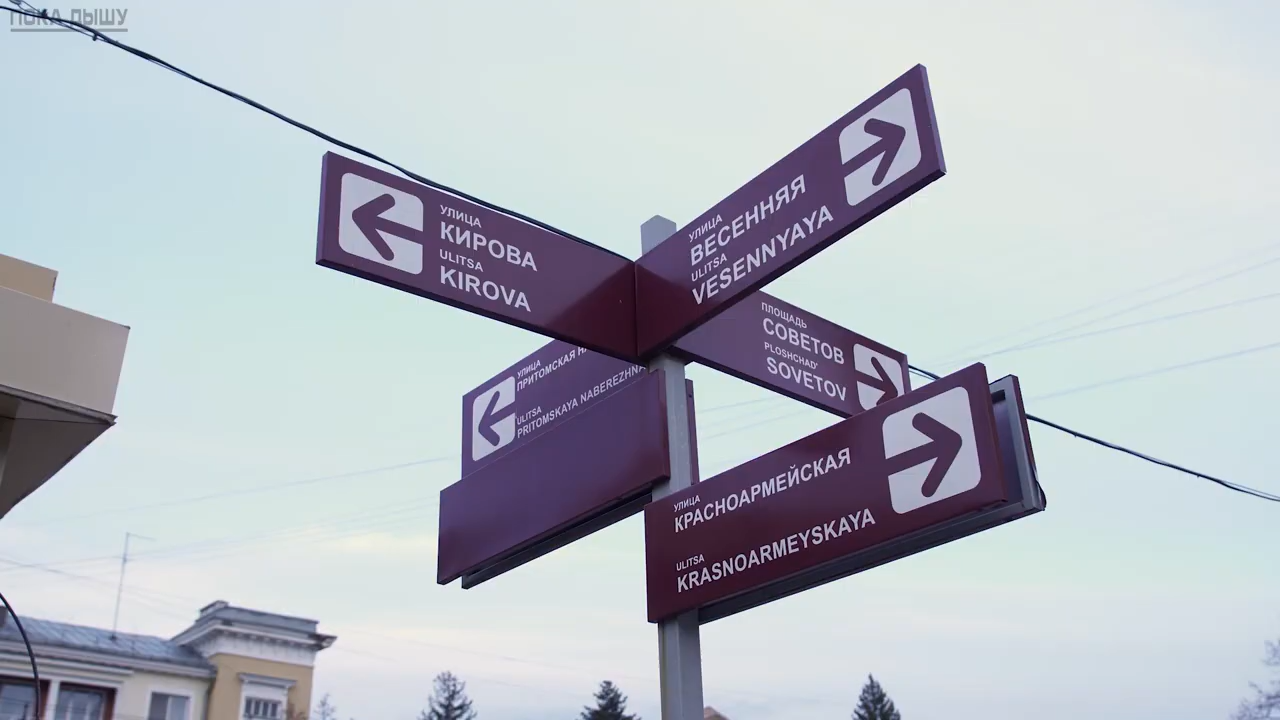 ПОКА ДЫШУ
УЛИЦА
КИРОВА
ULITSA
KIROVA
УЛИЦА
ВЕСЕННЯЯ
ULITSA
VESENNYAYA
ПЛОЩАДЬ
СОВЕТОВ
PLOSHCHAD'
SOVETOV
УЛИЦА
ПРИТОМСКАЯ
ULITSA
PRITOMSKAYA NABEREZHNA
УЛИЦА
КРАСНОАРМЕЙСКАЯ
ULITSA
KRASNOARMEYSKAYA